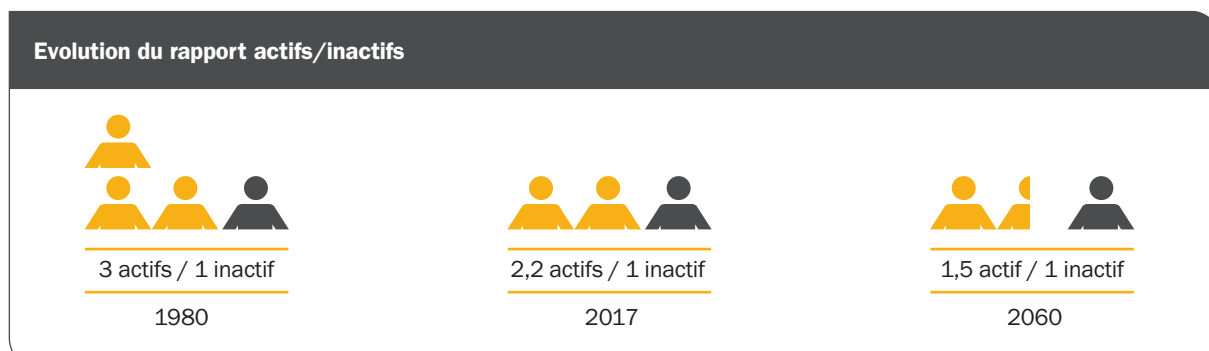 Evolution du rapport actifs/inactifs
3 actifs / 1 inactif
2,2 actifs / 1 inactif
1,5 actif / 1 inactif
1980
2017
2060